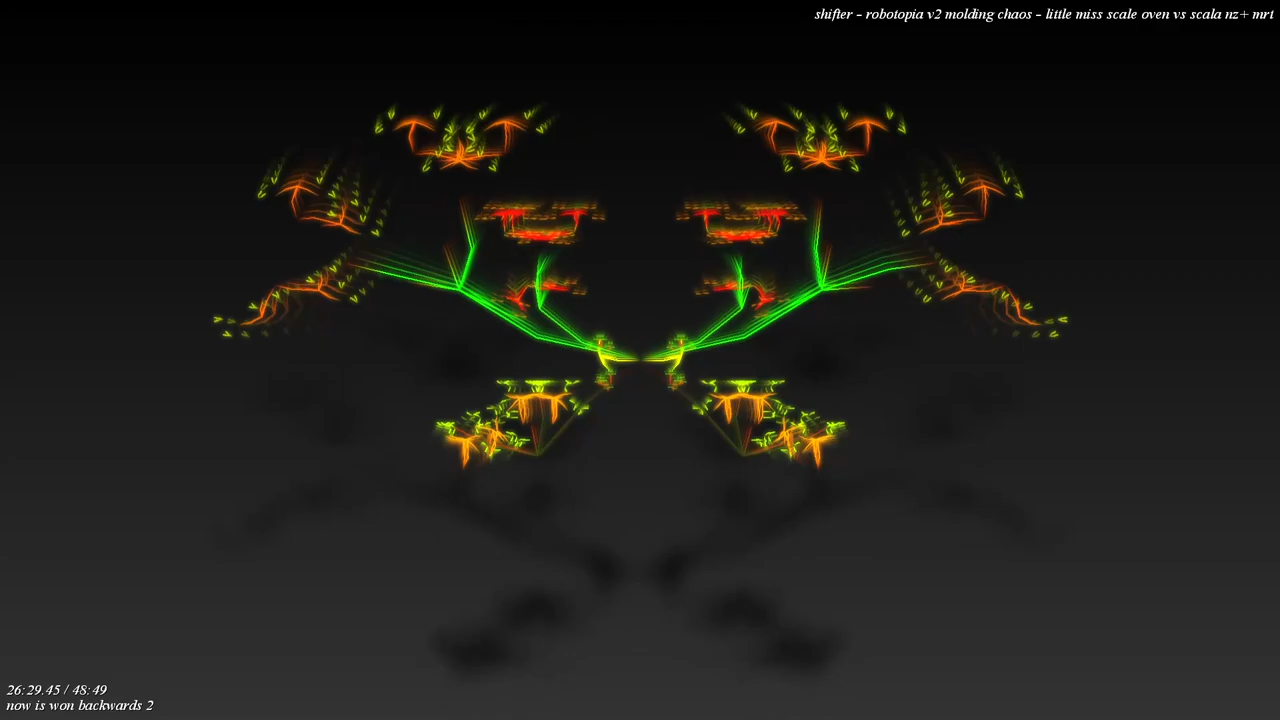 shifter - robotopia v2 molding chaos - little miss scale oven vs scala nz+ mrt
26:29.45 / 48:49
now is won backwards 2